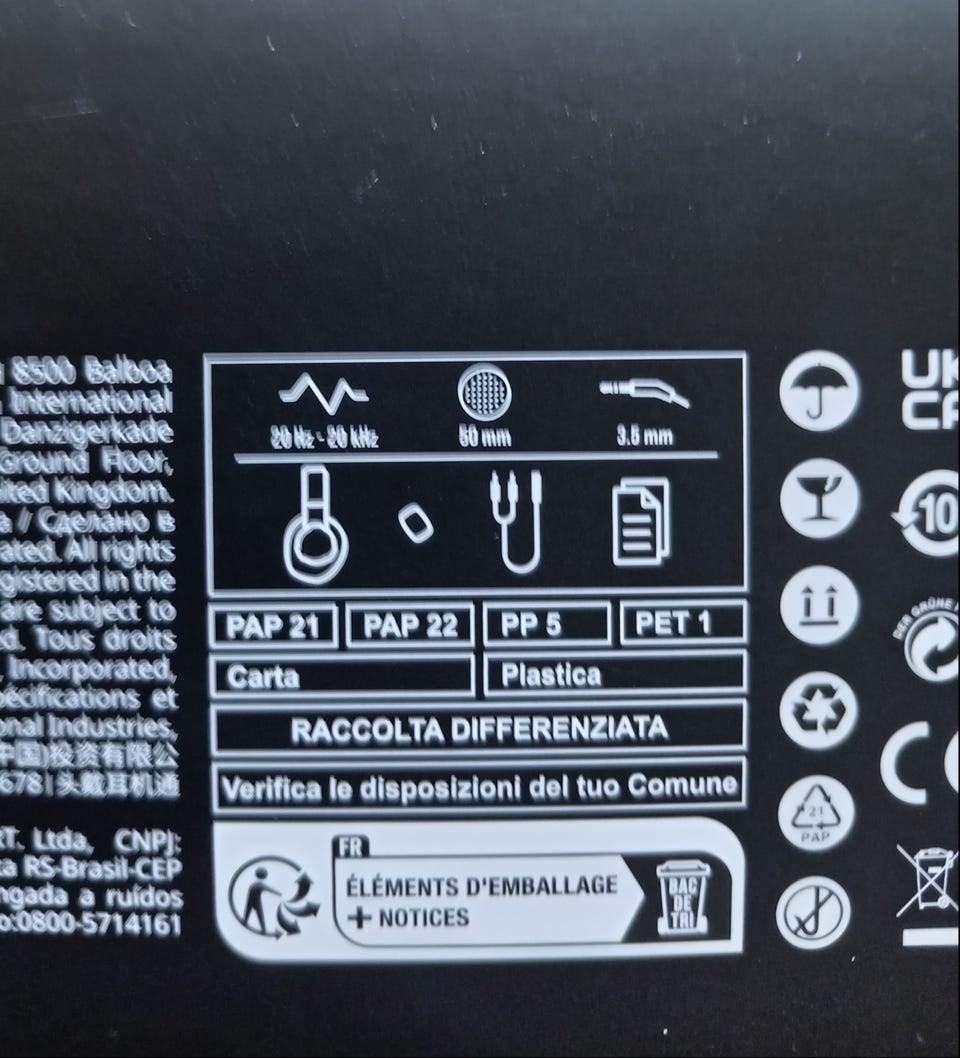 8500 Balboa
International
Danzigerkade
Ground Floor,
ited Kingdom.
a / Сделано в
ated. All rights
gistered in the
are subject to
d. Tous droits
, Incorporated,
écifications et
onal Industries,
中国)投资有限公
678|头戴耳机通
RT. Ltda, CNPJ:
ta RS-Brasil-CEP
ngada a ruídos
o:0800-5714161
20 Hz - 20 kHz
50 mm
3.5 mm
PAP 21
PAP 22
PP 5
PET 1
Carta
Plastica
RACCOLTA DIFFERENZIATA
Verifica le disposizioni del tuo Comune
FR
ÉLÉMENTS D'EMBALLAGE
+ NOTICES
BAC
DE
TRI
21
PAP
UK
CA
10
DER GRÜNE
CE